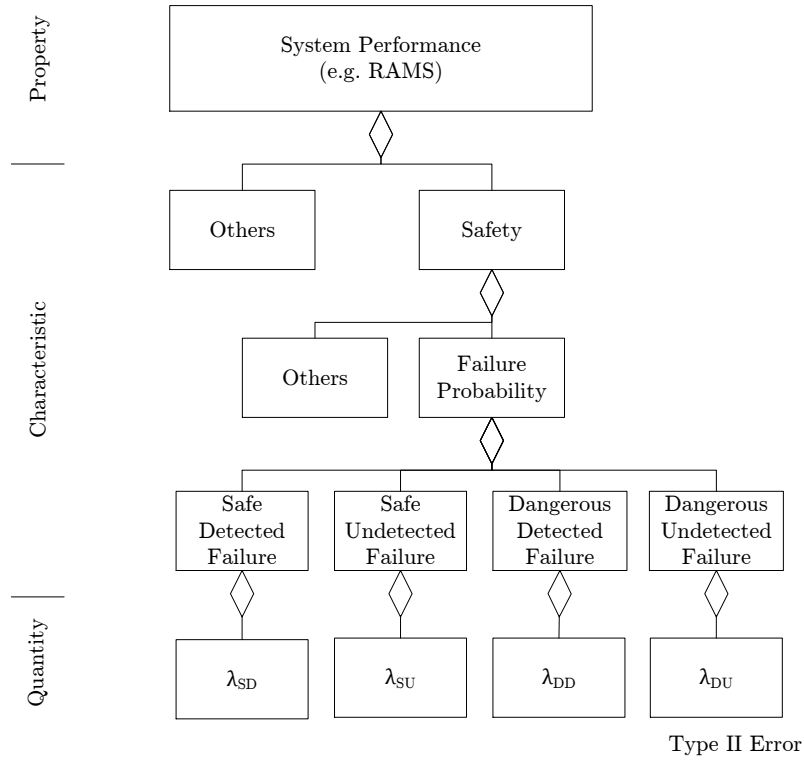 Property
System Performance
(e.g. RAMS)
Characteristic
Others
Safety
Others
Failure
Probability
Safe
Detected
Failure
Safe
Undetected
Failure
Dangerous
Detected
Failure
Dangerous
Undetected
Failure
Quantity
λSD
λSU
λDD
λDU
Type II Error